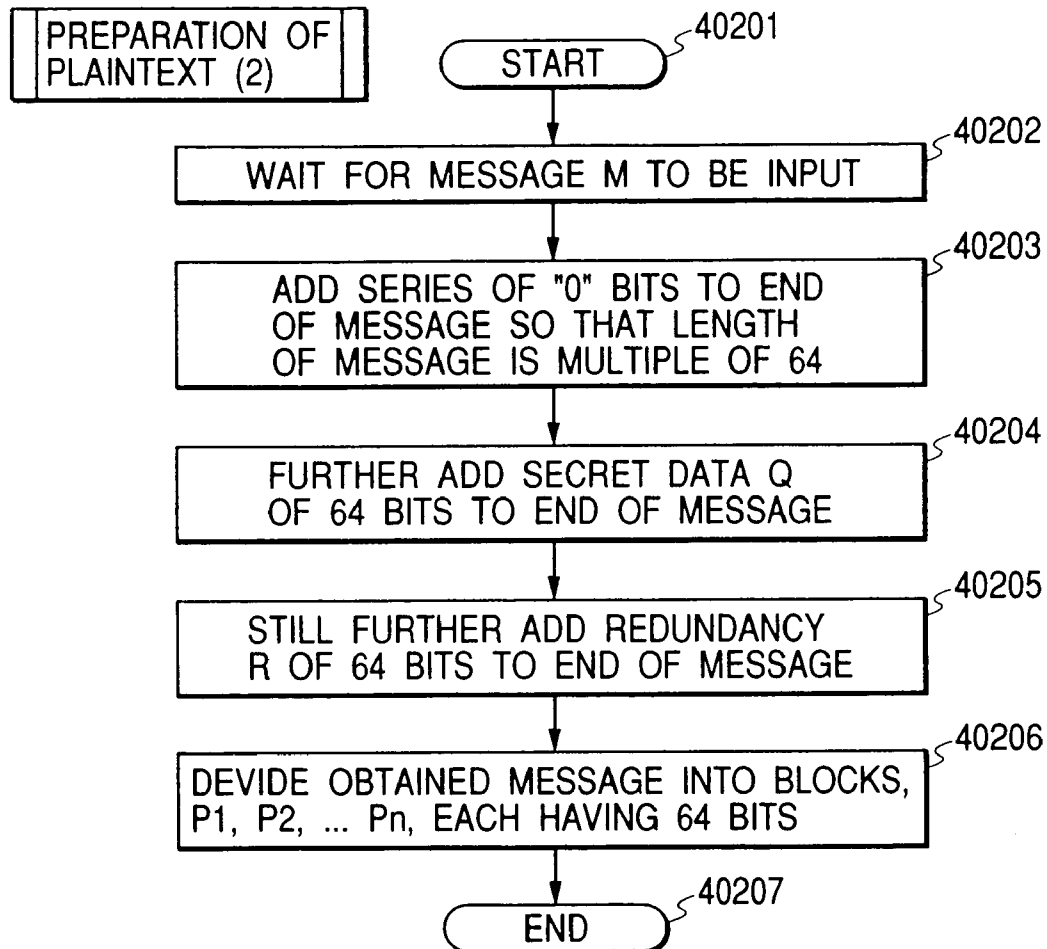 PREPARATION OF
PLAINTEXT (2)
START
40201
WAIT FOR MESSAGE M TO BE INPUT
40202
ADD SERIES OF "0" BITS TO END
OF MESSAGE SO THAT LENGTH
OF MESSAGE IS MULTIPLE OF 64
40203
FURTHER ADD SECRET DATA Q
OF 64 BITS TO END OF MESSAGE
40204
STILL FURTHER ADD REDUNDANCY
R OF 64 BITS TO END OF MESSAGE
40205
DEVIDE OBTAINED MESSAGE INTO BLOCKS,
P1, P2, ... Pn, EACH HAVING 64 BITS
40206
END
40207